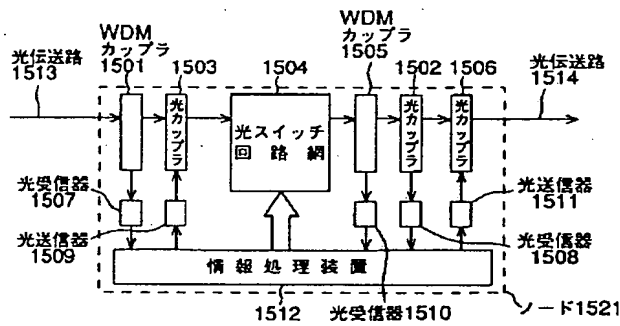 WDM
カップラ
1501
1503
1504
WDM
カップラ
1505
1502
1506
光伝送路
1513
光伝送路
1514
光カップラ
光スイッチ
回路網
光カップラ
光カップラ
光受信器
1507
光送信器
1509
光送信器
1511
光受信器
1508
情報処理装置
1512
光受信器1510
ノード1521